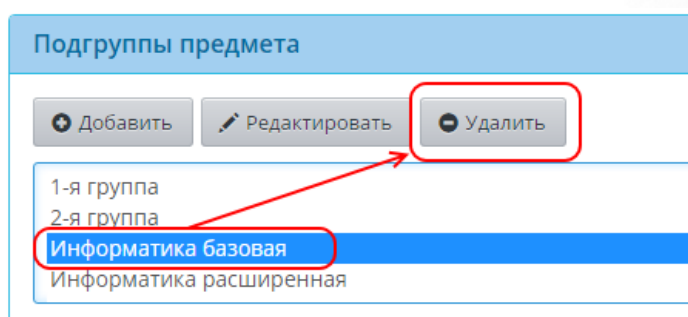 Подгруппы предмета
Добавить Редактировать Удалить
1-я группа
2-я группа
Информатика базовая
Информатика расширенная